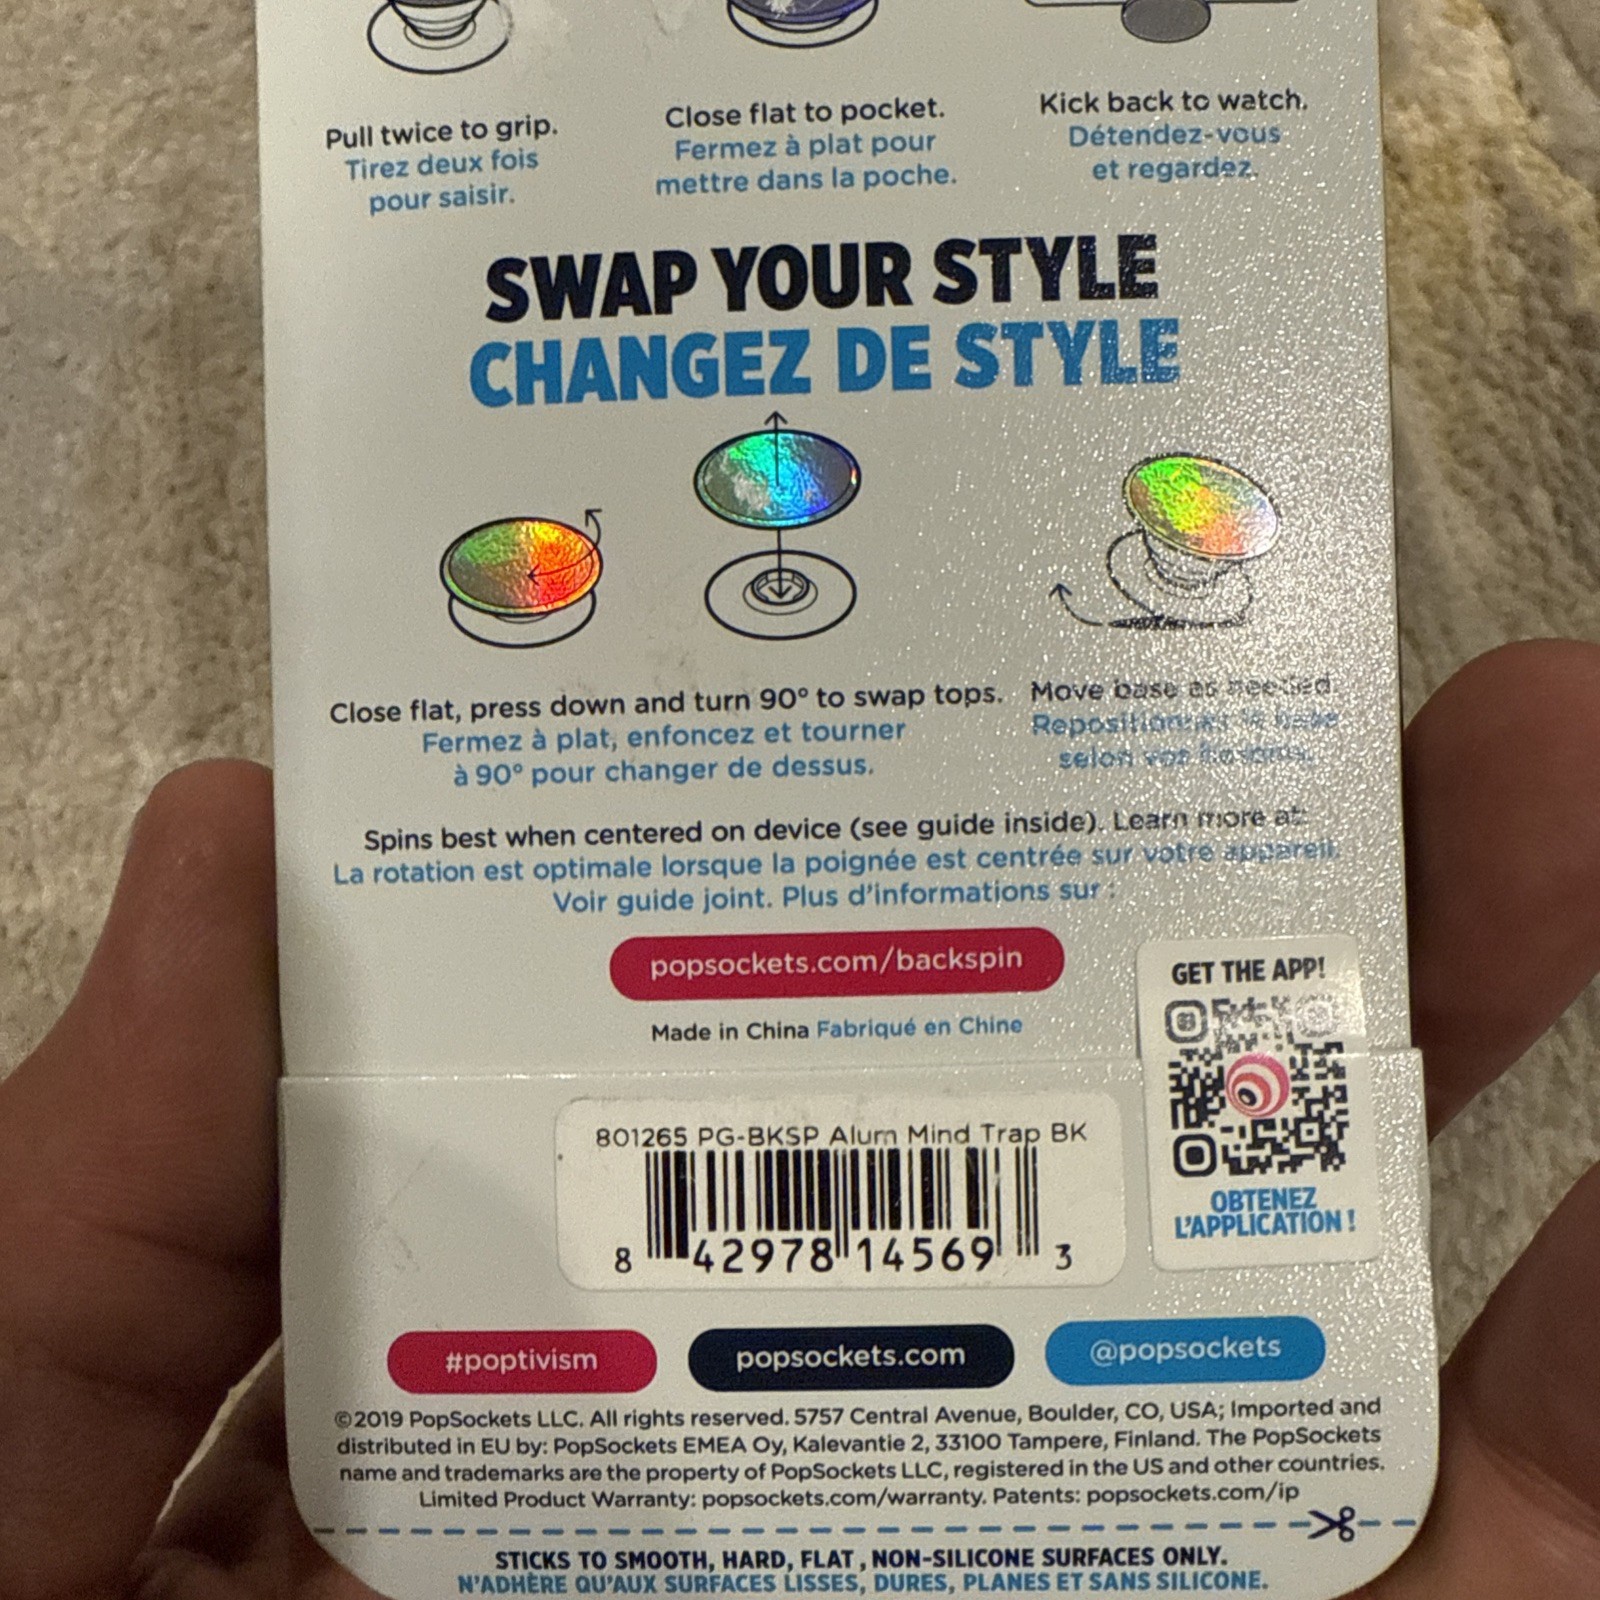 Pull twice to grip.
Tirez deux fois
pour saisir.
Close flat to pocket.
Fermez à plat pour
mettre dans la poche.
Kick back to watch.
Détendez-vous
et regardez.
SWAP YOUR STYLE
CHANGEZ DE STYLE
Close flat, press down and turn 90° to swap tops.
Fermez à plat, enfoncez et tourner
à 90° pour changer de dessus.
Move base as needed.
Repositionnez la base
selon vos besoins.
Spins best when centered on device (see guide inside). Learn more at:
La rotation est optimale lorsque la poignée est centrée sur votre appareil.
Voir guide joint. Plus d'informations sur :
popsockets.com/backspin
Made in China Fabriqué en Chine
GET THE APP!
OBTENEZ
L'APPLICATION !
801265 PG-BKSP Alum Mind Trap BK
8 42978 14569 3
#poptivism
popsockets.com
@popsockets
©2019 PopSockets LLC. All rights reserved. 5757 Central Avenue, Boulder, CO, USA; Imported and
distributed in EU by: PopSockets EMEA Oy, Kalevantie 2, 33100 Tampere, Finland. The PopSockets
name and trademarks are the property of PopSockets LLC, registered in the US and other countries.
Limited Product Warranty: popsockets.com/warranty. Patents: popsockets.com/ip
STICKS TO SMOOTH, HARD, FLAT, NON-SILICONE SURFACES ONLY.
N'ADHÈRE QU'AUX SURFACES LISSES, DURES, PLANES ET SANS SILICONE.